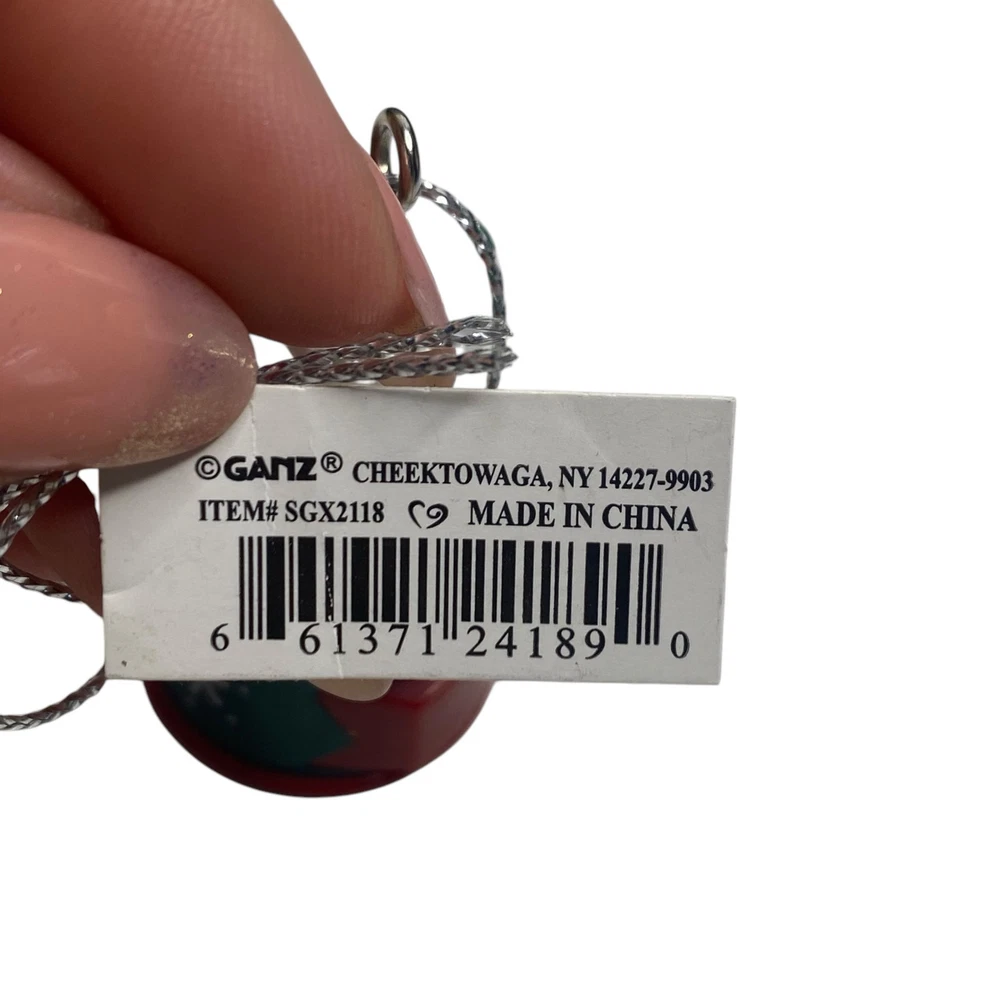 ©GANZ® CHEEKTOWAGA, NY 14227-9903
ITEM# SGX2118 MADE IN CHINA
6 61371 24189 0